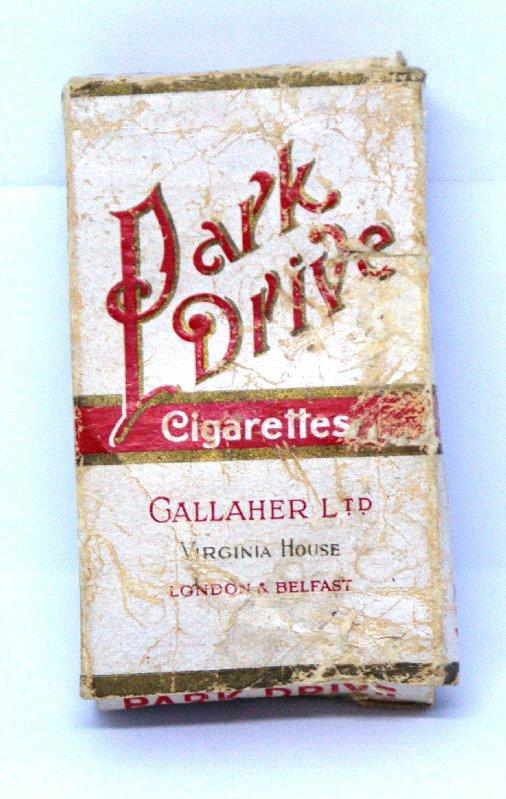 Park
Drive
Cigarettes
GALLAHER LTD
VIRGINIA HOUSE
LONDON & BELFAST
PARK DRIVE